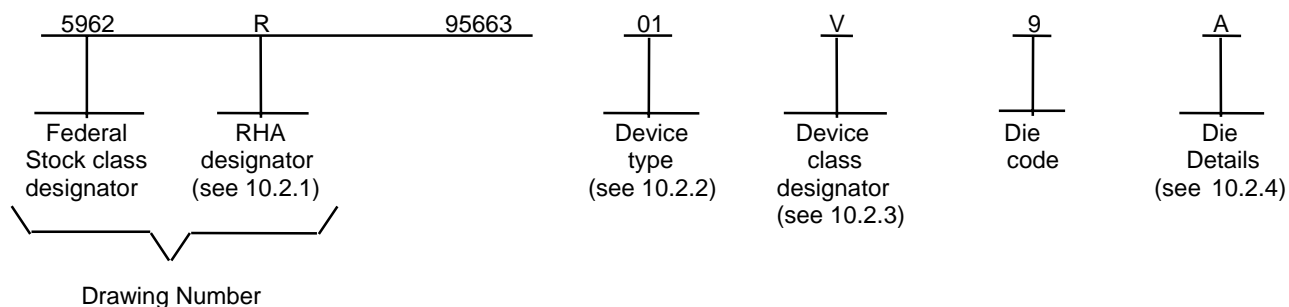 5962 R 95663 01 V 9 A
Federal RHA Device Device Die Die
Stock class designator type class code Details
designator (see 10.2.1) (see 10.2.2) designator (see 10.2.4)
(see 10.2.3)
Drawing Number